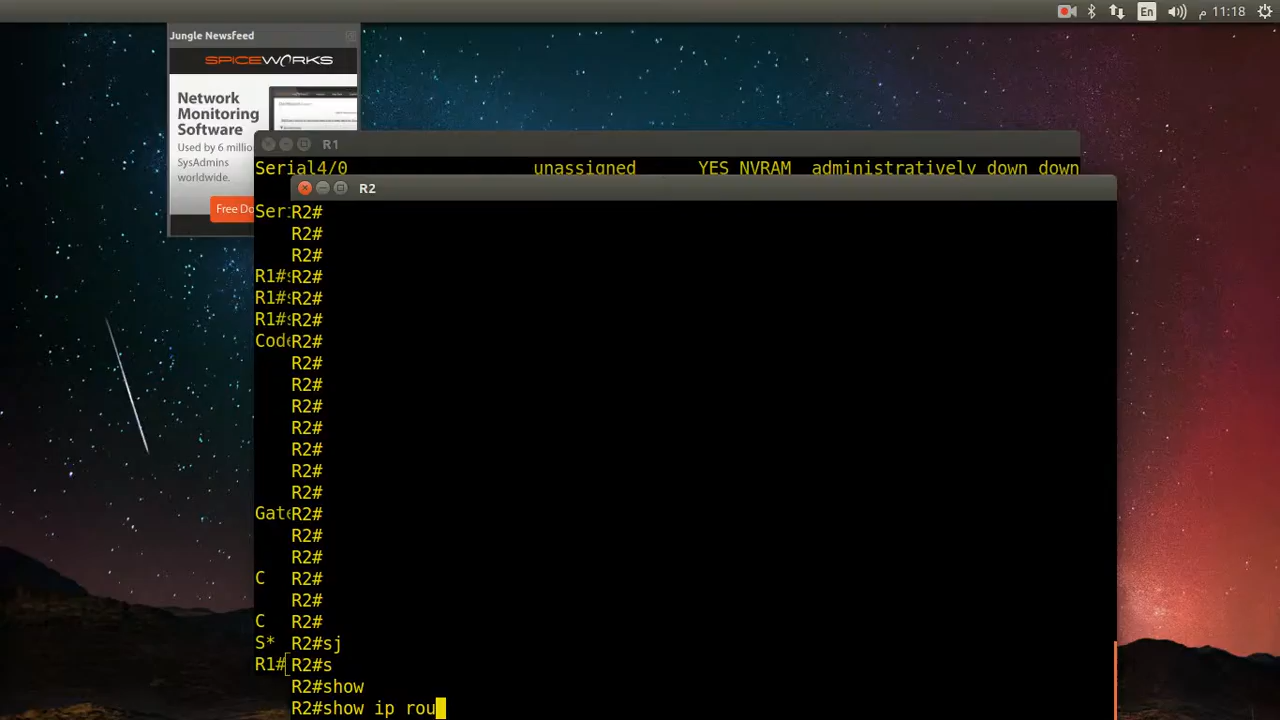 En م 11:18
Jungle Newsfeed
SPICEWORKS
Network
Monitoring
Software
Used by 6 million
SysAdmins
worldwide.
Free Do
R1
Serial4/0 unassigned YES NVRAM administratively down down
R2
Ser
R2#
R2#
R2#
R1#s
R2#
R1#s
R2#
R1#s
R2#
Code
R2#
R2#
R2#
R2#
R2#
R2#
R2#
R2#
Gate
R2#
R2#
R2#
C
R2#
R2#
C
R2#
S*
R2#sj
R1#
R2#s
R2#show
R2#show ip rou